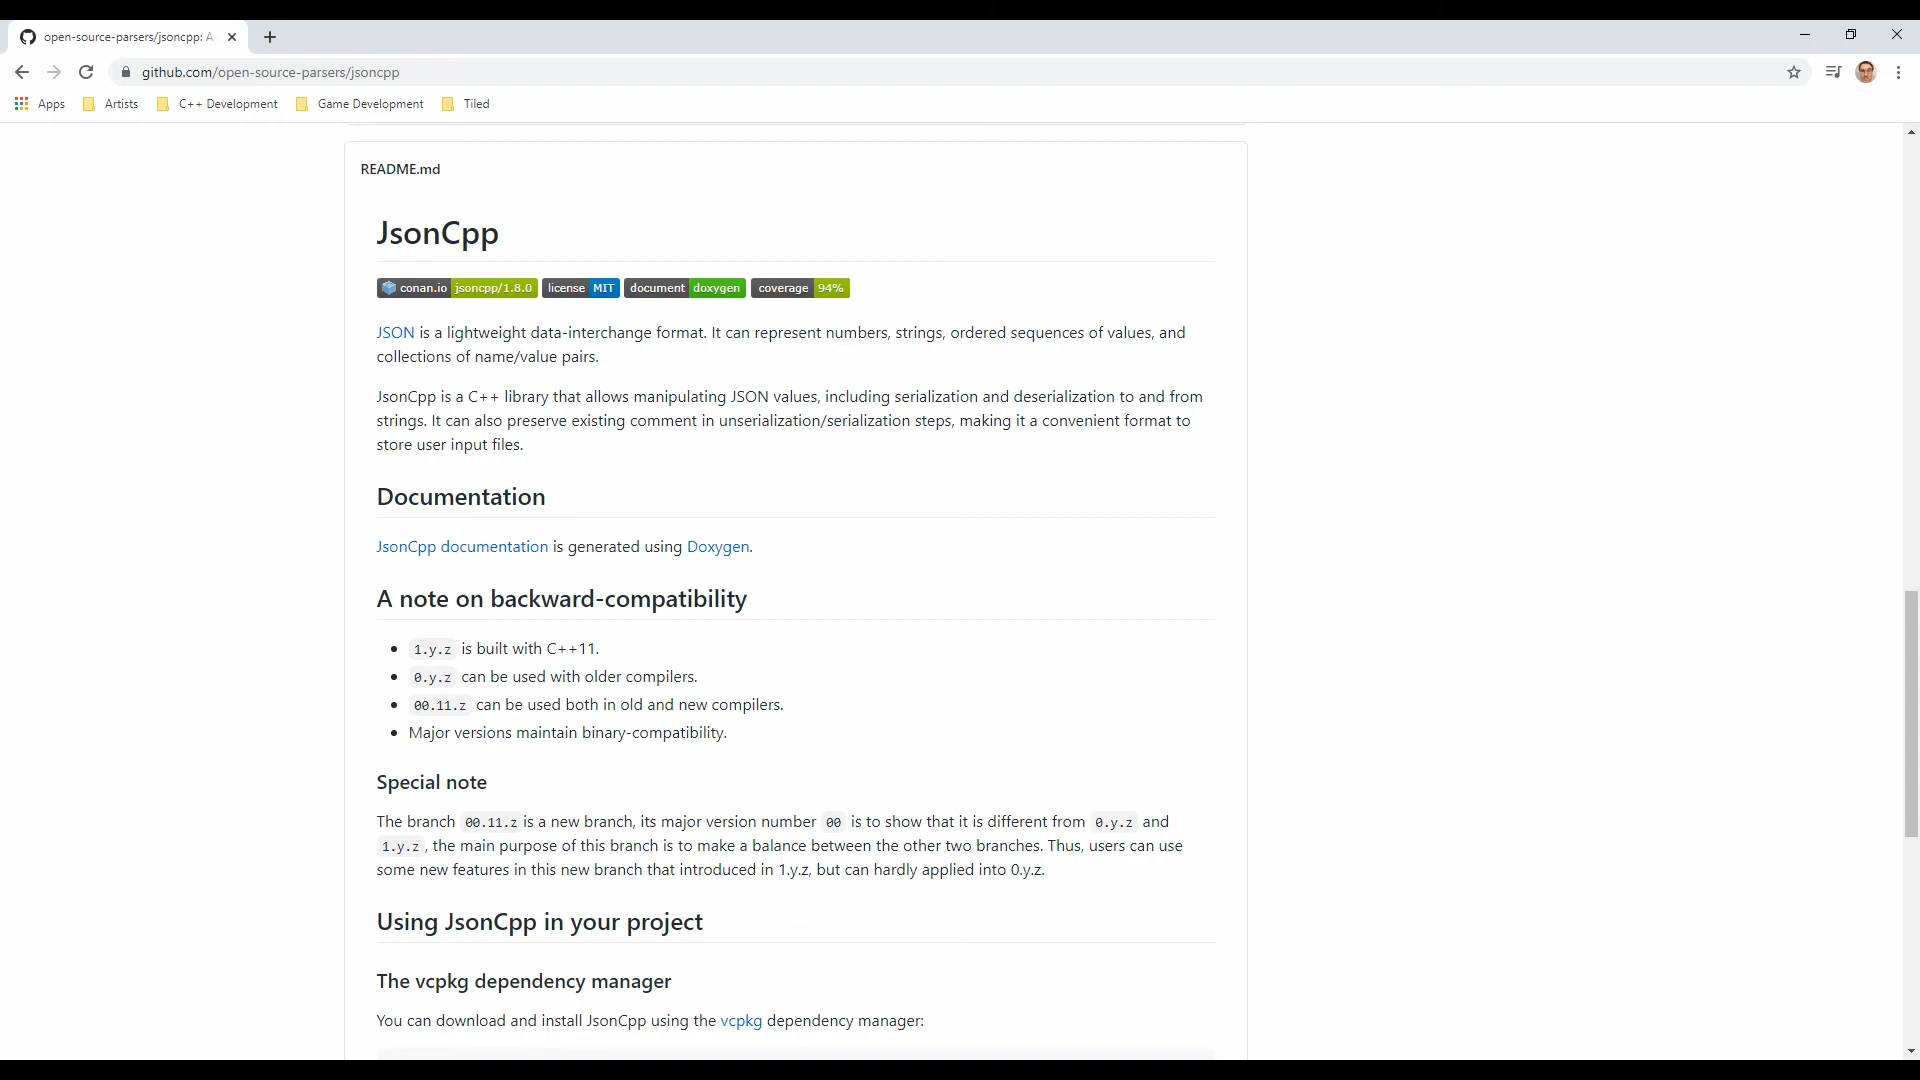 open-source-parsers/jsoncpp: A
github.com/open-source-parsers/jsoncpp
Apps Artists C++ Development Game Development Tiled
README.md
JsonCpp
conan.io jsoncpp/1.8.0 license MIT document doxygen coverage 94%
JSON is a lightweight data-interchange format. It can represent numbers, strings, ordered sequences of values, and
collections of name/value pairs.
JsonCpp is a C++ library that allows manipulating JSON values, including serialization and deserialization to and from
strings. It can also preserve existing comment in unserialization/serialization steps, making it a convenient format to
store user input files.
Documentation
JsonCpp documentation is generated using Doxygen.
A note on backward-compatibility
• 1.y.z is built with C++11.
• 0.y.z can be used with older compilers.
• 00.11.z can be used both in old and new compilers.
• Major versions maintain binary-compatibility.
Special note
The branch 00.11.z is a new branch, its major version number 00 is to show that it is different from 0.y.z and
1.y.z, the main purpose of this branch is to make a balance between the other two branches. Thus, users can use
some new features in this new branch that introduced in 1.y.z, but can hardly applied into 0.y.z.
Using JsonCpp in your project
The vcpkg dependency manager
You can download and install JsonCpp using the vcpkg dependency manager: